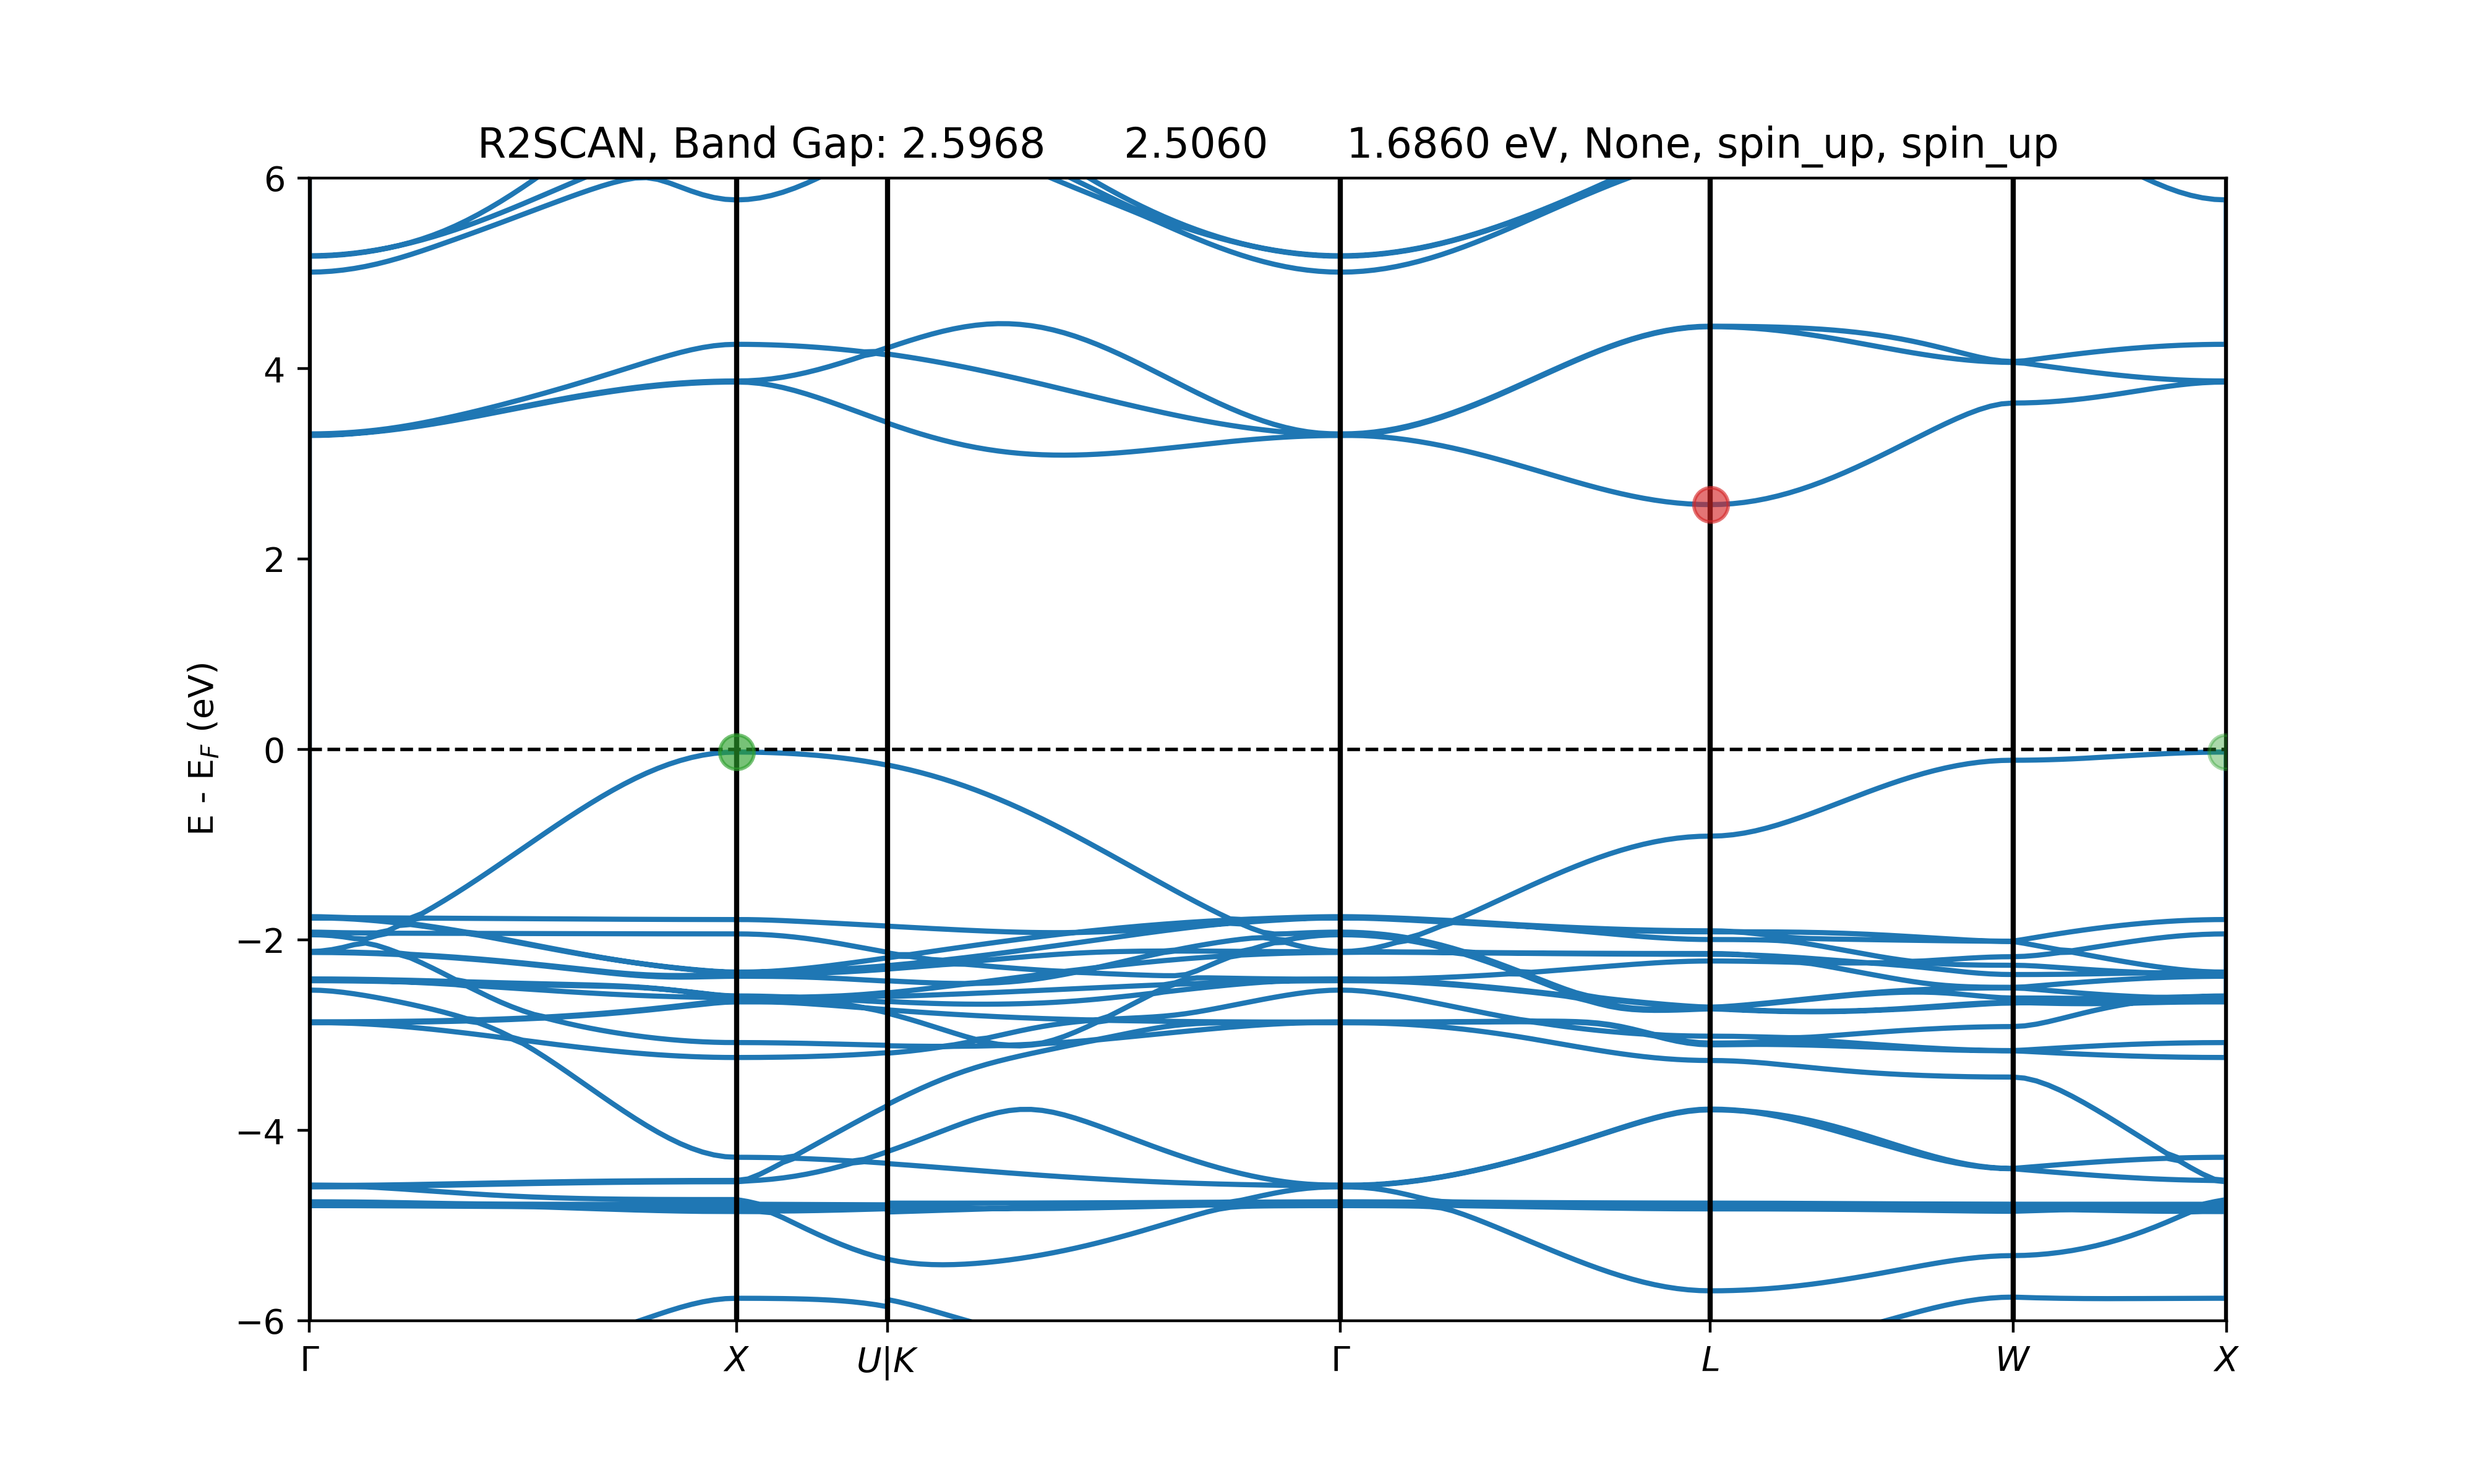 R2SCAN, Band Gap: 2.5968 2.5060 1.6860 eV, None, spin_up, spin_up
E - E_F (eV)
6
4
2
0
−2
−4
−6
Γ X U|K Γ L W X